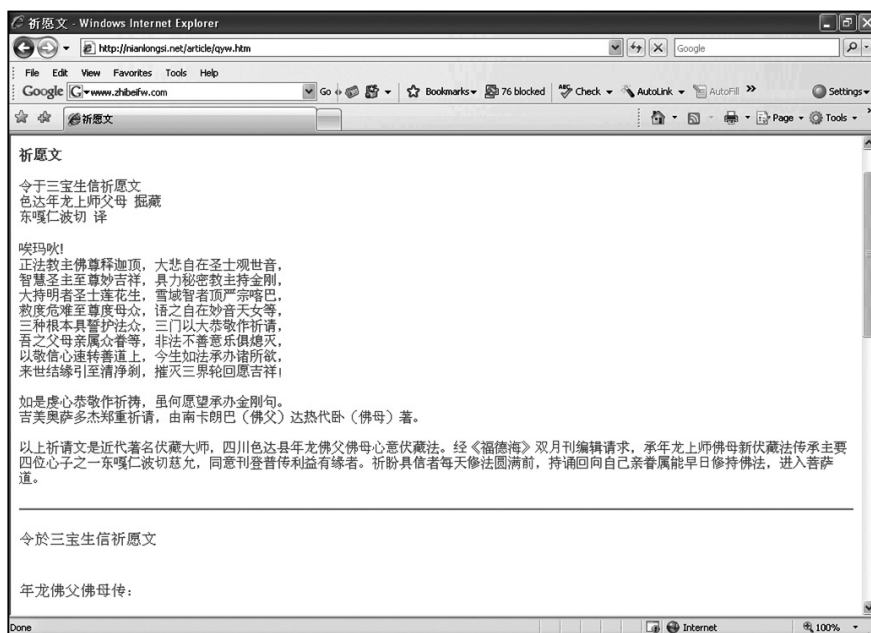 祈愿文 - Windows Internet Explorer
http://nianlongsi.net/article/qyw.htm
Google
File Edit View Favorites Tools Help
Google G www.zhibeifw.com Go Bookmarks 76 blocked Check AutoLink AutoFill Settings
祈愿文 Page Tools
祈愿文
令于三宝生信祈愿文
色达年龙上师父母 掘藏
东嘎仁波切 译
唉玛吙!
正法教主佛尊释迦顶，大悲自在圣士观世音，
智慧圣主至尊妙吉祥，具力秘密教主持金刚，
大持明者圣士莲花生，雪域智者顶严宗喀巴，
救度危难至尊度母众，语之自在妙音天女等，
三种根本具誓护法众，三门以大恭敬作祈请，
吾之父母亲属众眷等，非法不善意乐俱熄灭，
以敬信心速转善道上，今生如法承办诸所欲，
来世结缘引至清净刹，摧灭三界轮回愿吉祥!
如是虔心恭敬作祈祷，虽何愿望承办金刚句。
吉美奥萨多杰郑重祈请，由南卡朗巴（佛父）达热代卧（佛母）著。
以上祈请文是近代著名伏藏大师，四川色达县年龙佛父佛母心意伏藏法。经《福德海》双月刊编辑请求，承年龙上师佛母新伏藏法传承主要
四位心子之一东嘎仁波切慈允，同意刊登普传利益有缘者。祈盼具信者每天修法圆满前，持诵回向自己亲眷属能早日修持佛法，进入菩萨
道。
令於三宝生信祈愿文
年龙佛父佛母传：
Done Internet 100%